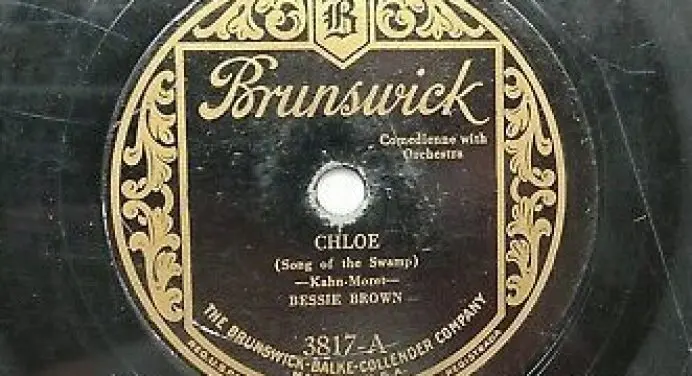 B
Brunswick
Comedienne with
Orchestra
CHLOE
(Song of the Swamp)
—Kahn-Moret—
BESSIE BROWN
3817-A
THE BRUNSWICK-BALKE-COLLENDER COMPANY
REGISTRADA